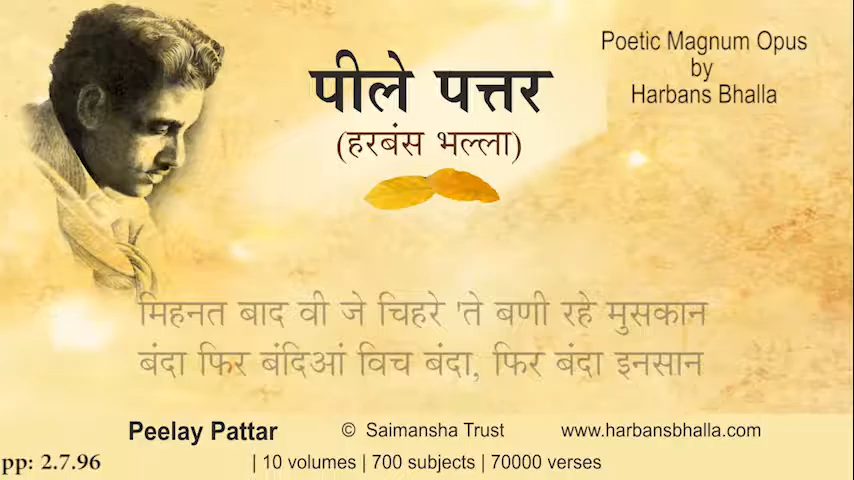 पीले पत्तर
(हरबंस भल्ला)
Poetic Magnum Opus
by
Harbans Bhalla
मिहनत बाद वी जे चिहरे 'ते बणी रहे मुसकान
बंदा फिर बंदिआं विच बंदा, फिर बंदा इनसान
Peelay Pattar © Saimansha Trust www.harbansbhalla.com
pp: 2.7.96 | 10 volumes | 700 subjects | 70000 verses